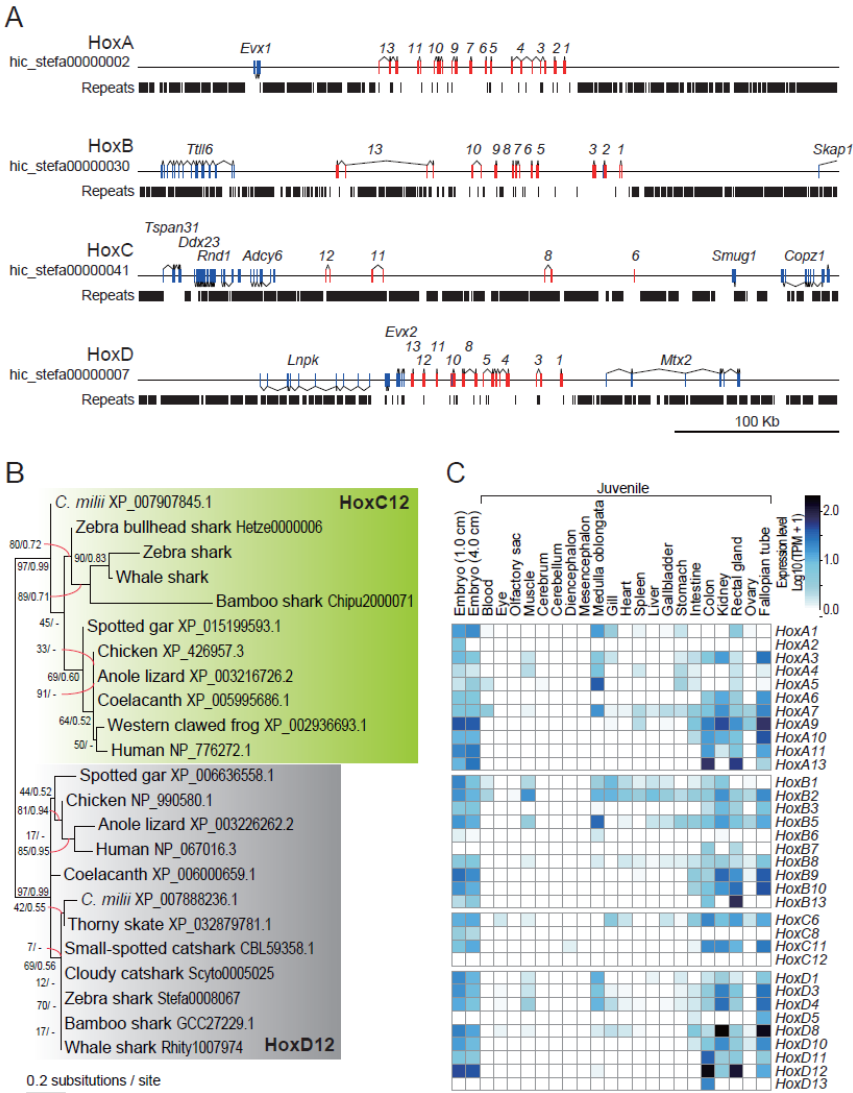 A
HoxA
hic_stefa00000002
Evx1
13 11 10 9 7 6 5 4 3 2 1
Repeats
HoxB
hic_stefa00000030
Ttll6
13 10 9 8 7 6 5 3 2 1
Skap1
Repeats
Tspan31
HoxC
hic_stefa00000041
Ddx23
Rnd1 Adcy6
12 11 8 6
Smug1 Copz1
Repeats
Evx2
HoxD
hic_stefa00000007
Lnpk
13 11 8
12 10 5 4 3 1
Mtx2
Repeats
100 Kb
B
HoxC12
C. milii XP_007907845.1
Zebra bullhead shark Hetze0000006
80/0.72
90/0.83
Zebra shark
97/0.99
Whale shark
89/0.71
Bamboo shark Chipu2000071
45/ -
Spotted gar XP_015199593.1
33/ -
Chicken XP_426957.3
69/0.60
Anole lizard XP_003216726.2
91/ -
Coelacanth XP_005995686.1
64/0.52
Western clawed frog XP_002936693.1
50/ -
Human NP_776272.1
Spotted gar XP_006636558.1
44/0.52
Chicken NP_990580.1
81/0.94
Anole lizard XP_003226262.2
17/ -
85/0.95
Human NP_067016.3
Coelacanth XP_006000659.1
97/0.99
C. milii XP_007888236.1
42/0.55
Thorny skate XP_032879781.1
7/ -
Small-spotted catshark CBL59358.1
69/0.56
Cloudy catshark Scyto0005025
12/ -
Zebra shark Stefa0008067
70/ -
Bamboo shark GCC27229.1
17/ -
Whale shark Rhity1007974
HoxD12
0.2 subsitutions / site
C
Juvenile
Embryo (1.0 cm)
Embryo (4.0 cm)
Blood
Eye
Olfactory sac
Muscle
Cerebrum
Cerebellum
Diencephalon
Mesencephalon
Medulla oblongata
Gill
Heart
Spleen
Liver
Gallbladder
Stomach
Intestine
Colon
Kidney
Rectal gland
Ovary
Fallopian tube
Expression level
Log10 (TPM + 1)
2.0
1.0
0.0
HoxA1
HoxA2
HoxA3
HoxA4
HoxA5
HoxA6
HoxA7
HoxA9
HoxA10
HoxA11
HoxA13
HoxB1
HoxB2
HoxB3
HoxB5
HoxB6
HoxB7
HoxB8
HoxB9
HoxB10
HoxB13
HoxC6
HoxC8
HoxC11
HoxC12
HoxD1
HoxD3
HoxD4
HoxD5
HoxD8
HoxD10
HoxD11
HoxD12
HoxD13